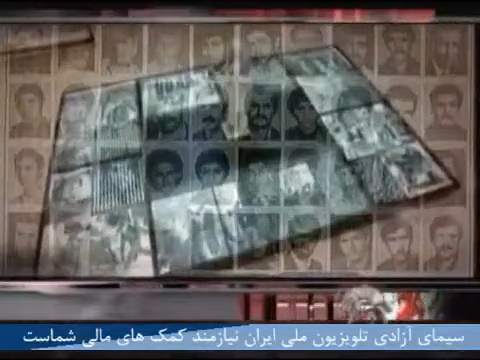 سیمای آزادی تلویزیون ملی ایران نیازمند کمک های مالی شماست